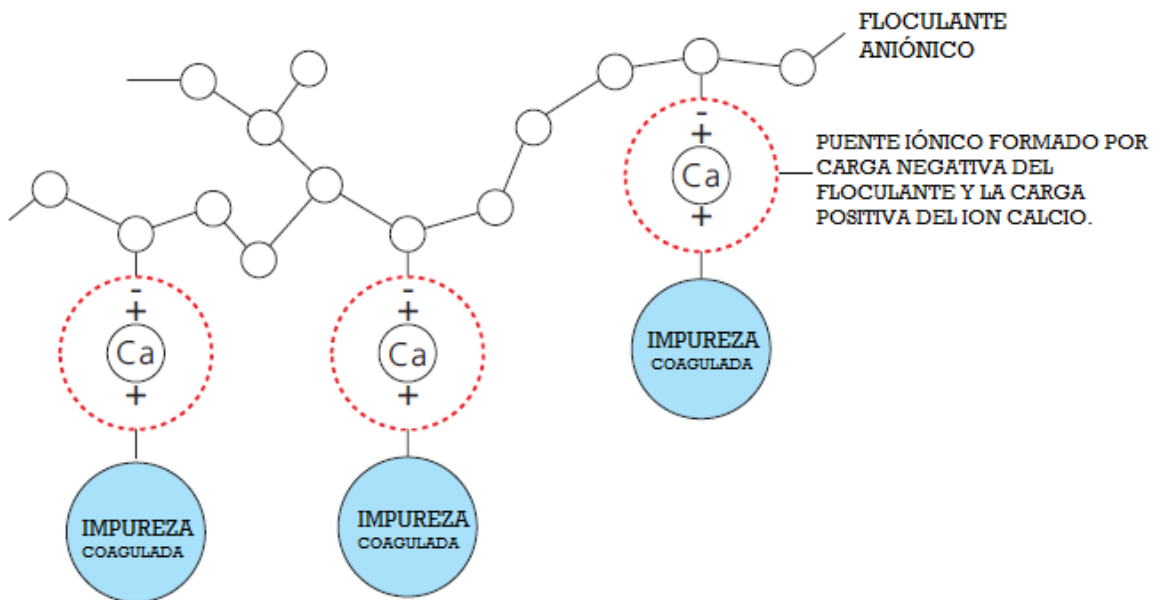 FLOCULANTE
ANIÓNICO
-
+
Ca
+
PUENTE IÓNICO FORMADO POR
CARGA NEGATIVA DEL
FLOCULANTE Y LA CARGA
POSITIVA DEL ION CALCIO.
IMPUREZA
COAGULADA
-
+
Ca
+
IMPUREZA
COAGULADA
-
+
Ca
+
IMPUREZA
COAGULADA